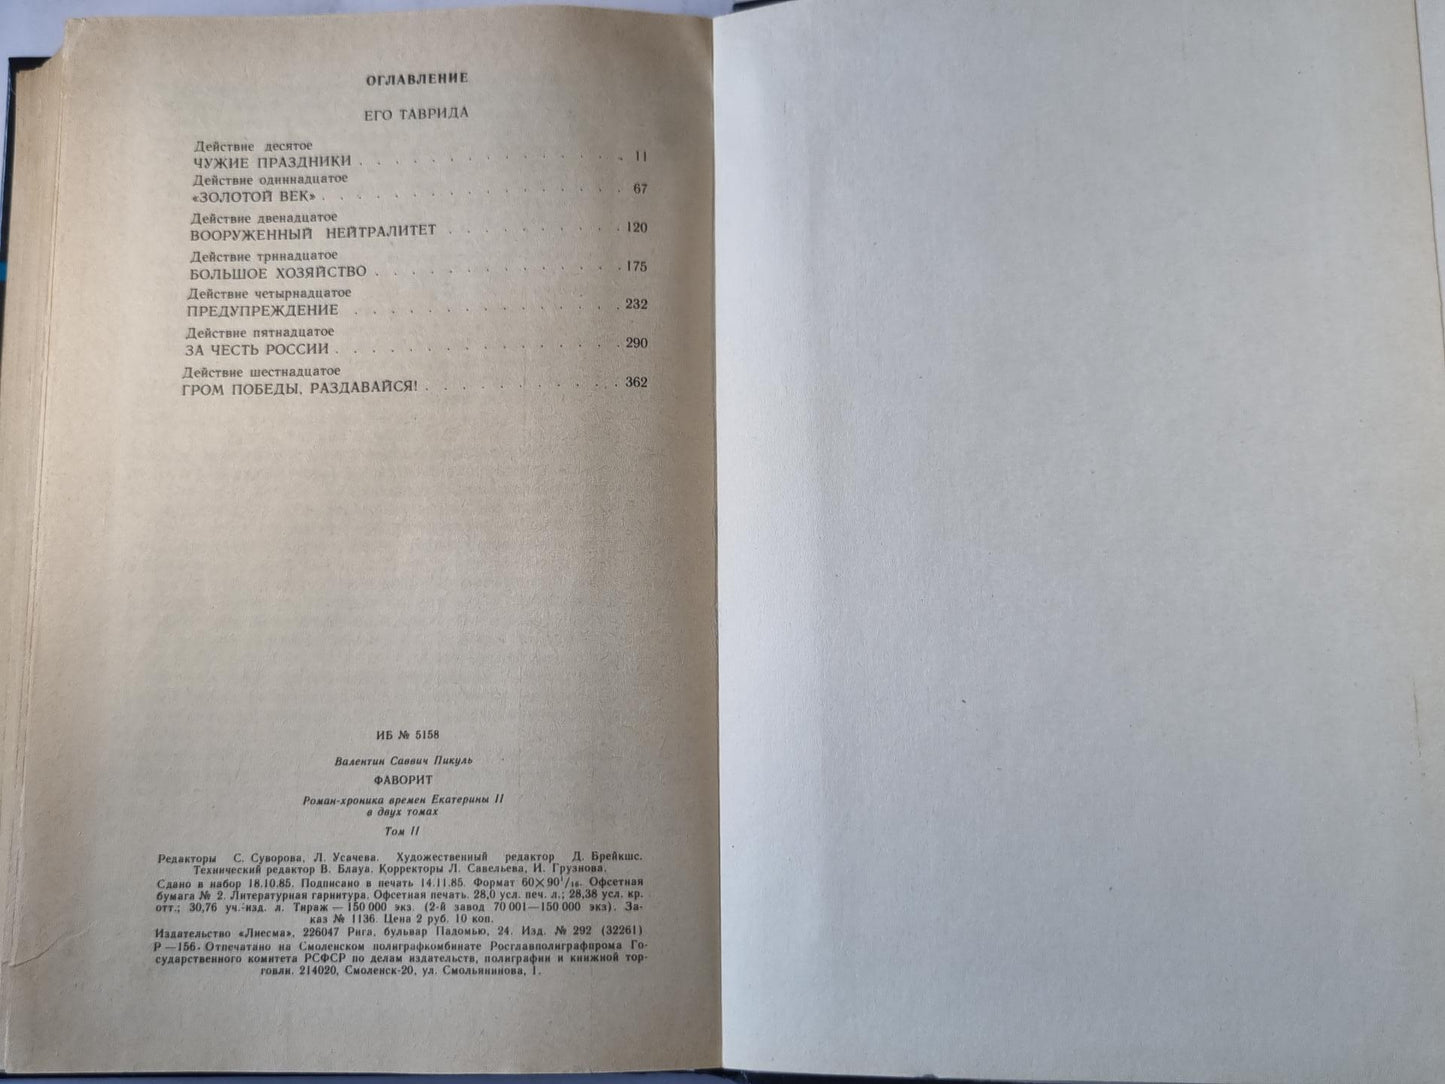 ОГЛАВЛЕНИЕ
ЕГО ТАВРИДА
Действие десятое
ЧУЖИЕ ПРАЗДНИКИ . . . . . . . . . . . . . . 11
Действие одиннадцатое
«ЗОЛОТОЙ ВЕК» . . . . . . . . . . . . . . 67
Действие двенадцатое
ВООРУЖЕННЫЙ НЕЙТРАЛИТЕТ . . . . . . . . . 120
Действие тринадцатое
БОЛЬШОЕ ХОЗЯЙСТВО . . . . . . . . . . . . 175
Действие четырнадцатое
ПРЕДУПРЕЖДЕНИЕ . . . . . . . . . . . . . 232
Действие пятнадцатое
ЗА ЧЕСТЬ РОССИИ . . . . . . . . . . . . . 290
Действие шестнадцатое
ГРОМ ПОБЕДЫ, РАЗДАВАЙСЯ! . . . . . . . . . 362
ИБ № 5158
Валентин Саввич Пикуль
ФАВОРИТ
Роман-хроника времен Екатерины II
в двух томах
Том II
Редакторы С. Суворова, Л. Усачева. Художественный редактор Д. Брейкшс.
Технический редактор В. Блауа. Корректоры Л. Савельева, И. Грузнова.
Сдано в набор 18.10.85. Подписано в печать 14.11.85. Формат 60×90¹/₁₆. Офсетная
бумага № 2. Литературная гарнитура. Офсетная печать. 28,0 усл. печ. л.; 28,38 усл. кр.
отт.; 30,76 уч.-изд. л. Тираж — 150 000 экз. (2-й завод 70 001—150 000 экз). За-
каз № 1136. Цена 2 руб. 10 коп.
Издательство «Лиесма», 226047 Рига, бульвар Падомью, 24. Изд. № 292 (32261)
Р—156. Отпечатано на Смоленском полиграфкомбинате Росглавполиграфпрома Го-
сударственного комитета РСФСР по делам издательств, полиграфии и книжной тор-
говли. 214020, Смоленск-20, ул. Смольянинова, 1.